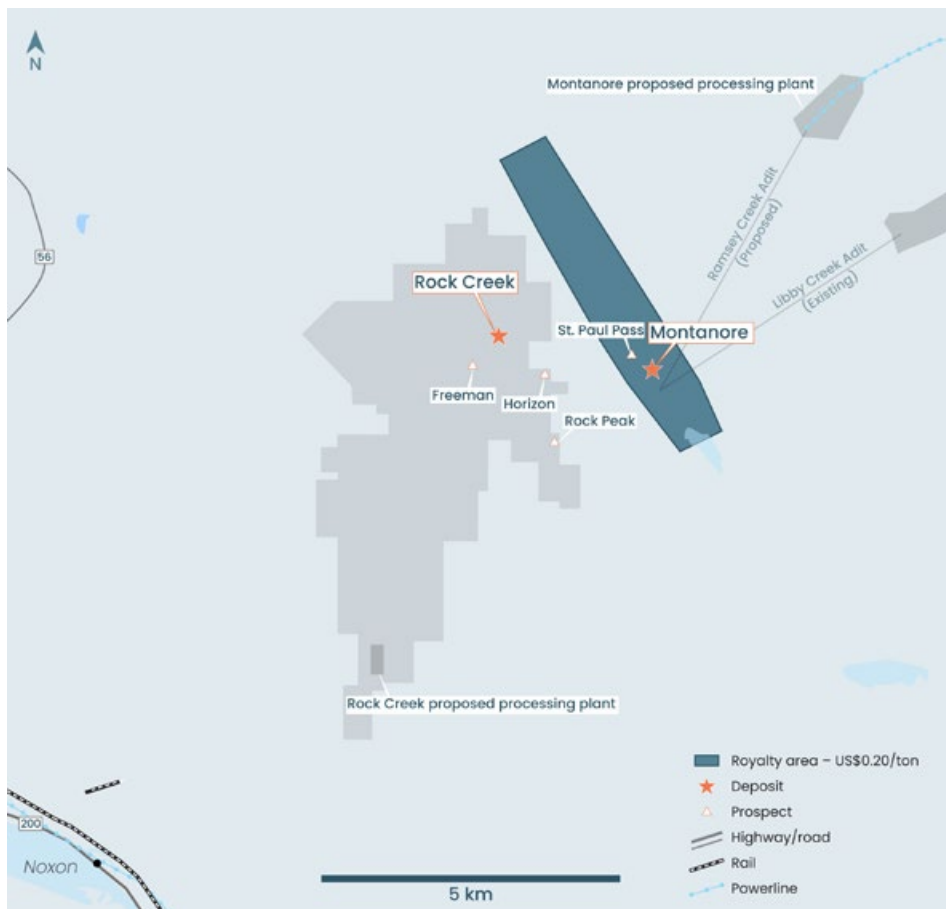 N
Montanore proposed processing plant
56
Ramsey Creek Adit
(Proposed)
Libby Creek Adit
(Existing)
Rock Creek
St. Paul Pass
Montanore
Freeman
Horizon
Rock Peak
Rock Creek proposed processing plant
Royalty area – US$0.20/ton
Deposit
Prospect
Highway/road
Rail
Powerline
200
Noxon
5 km